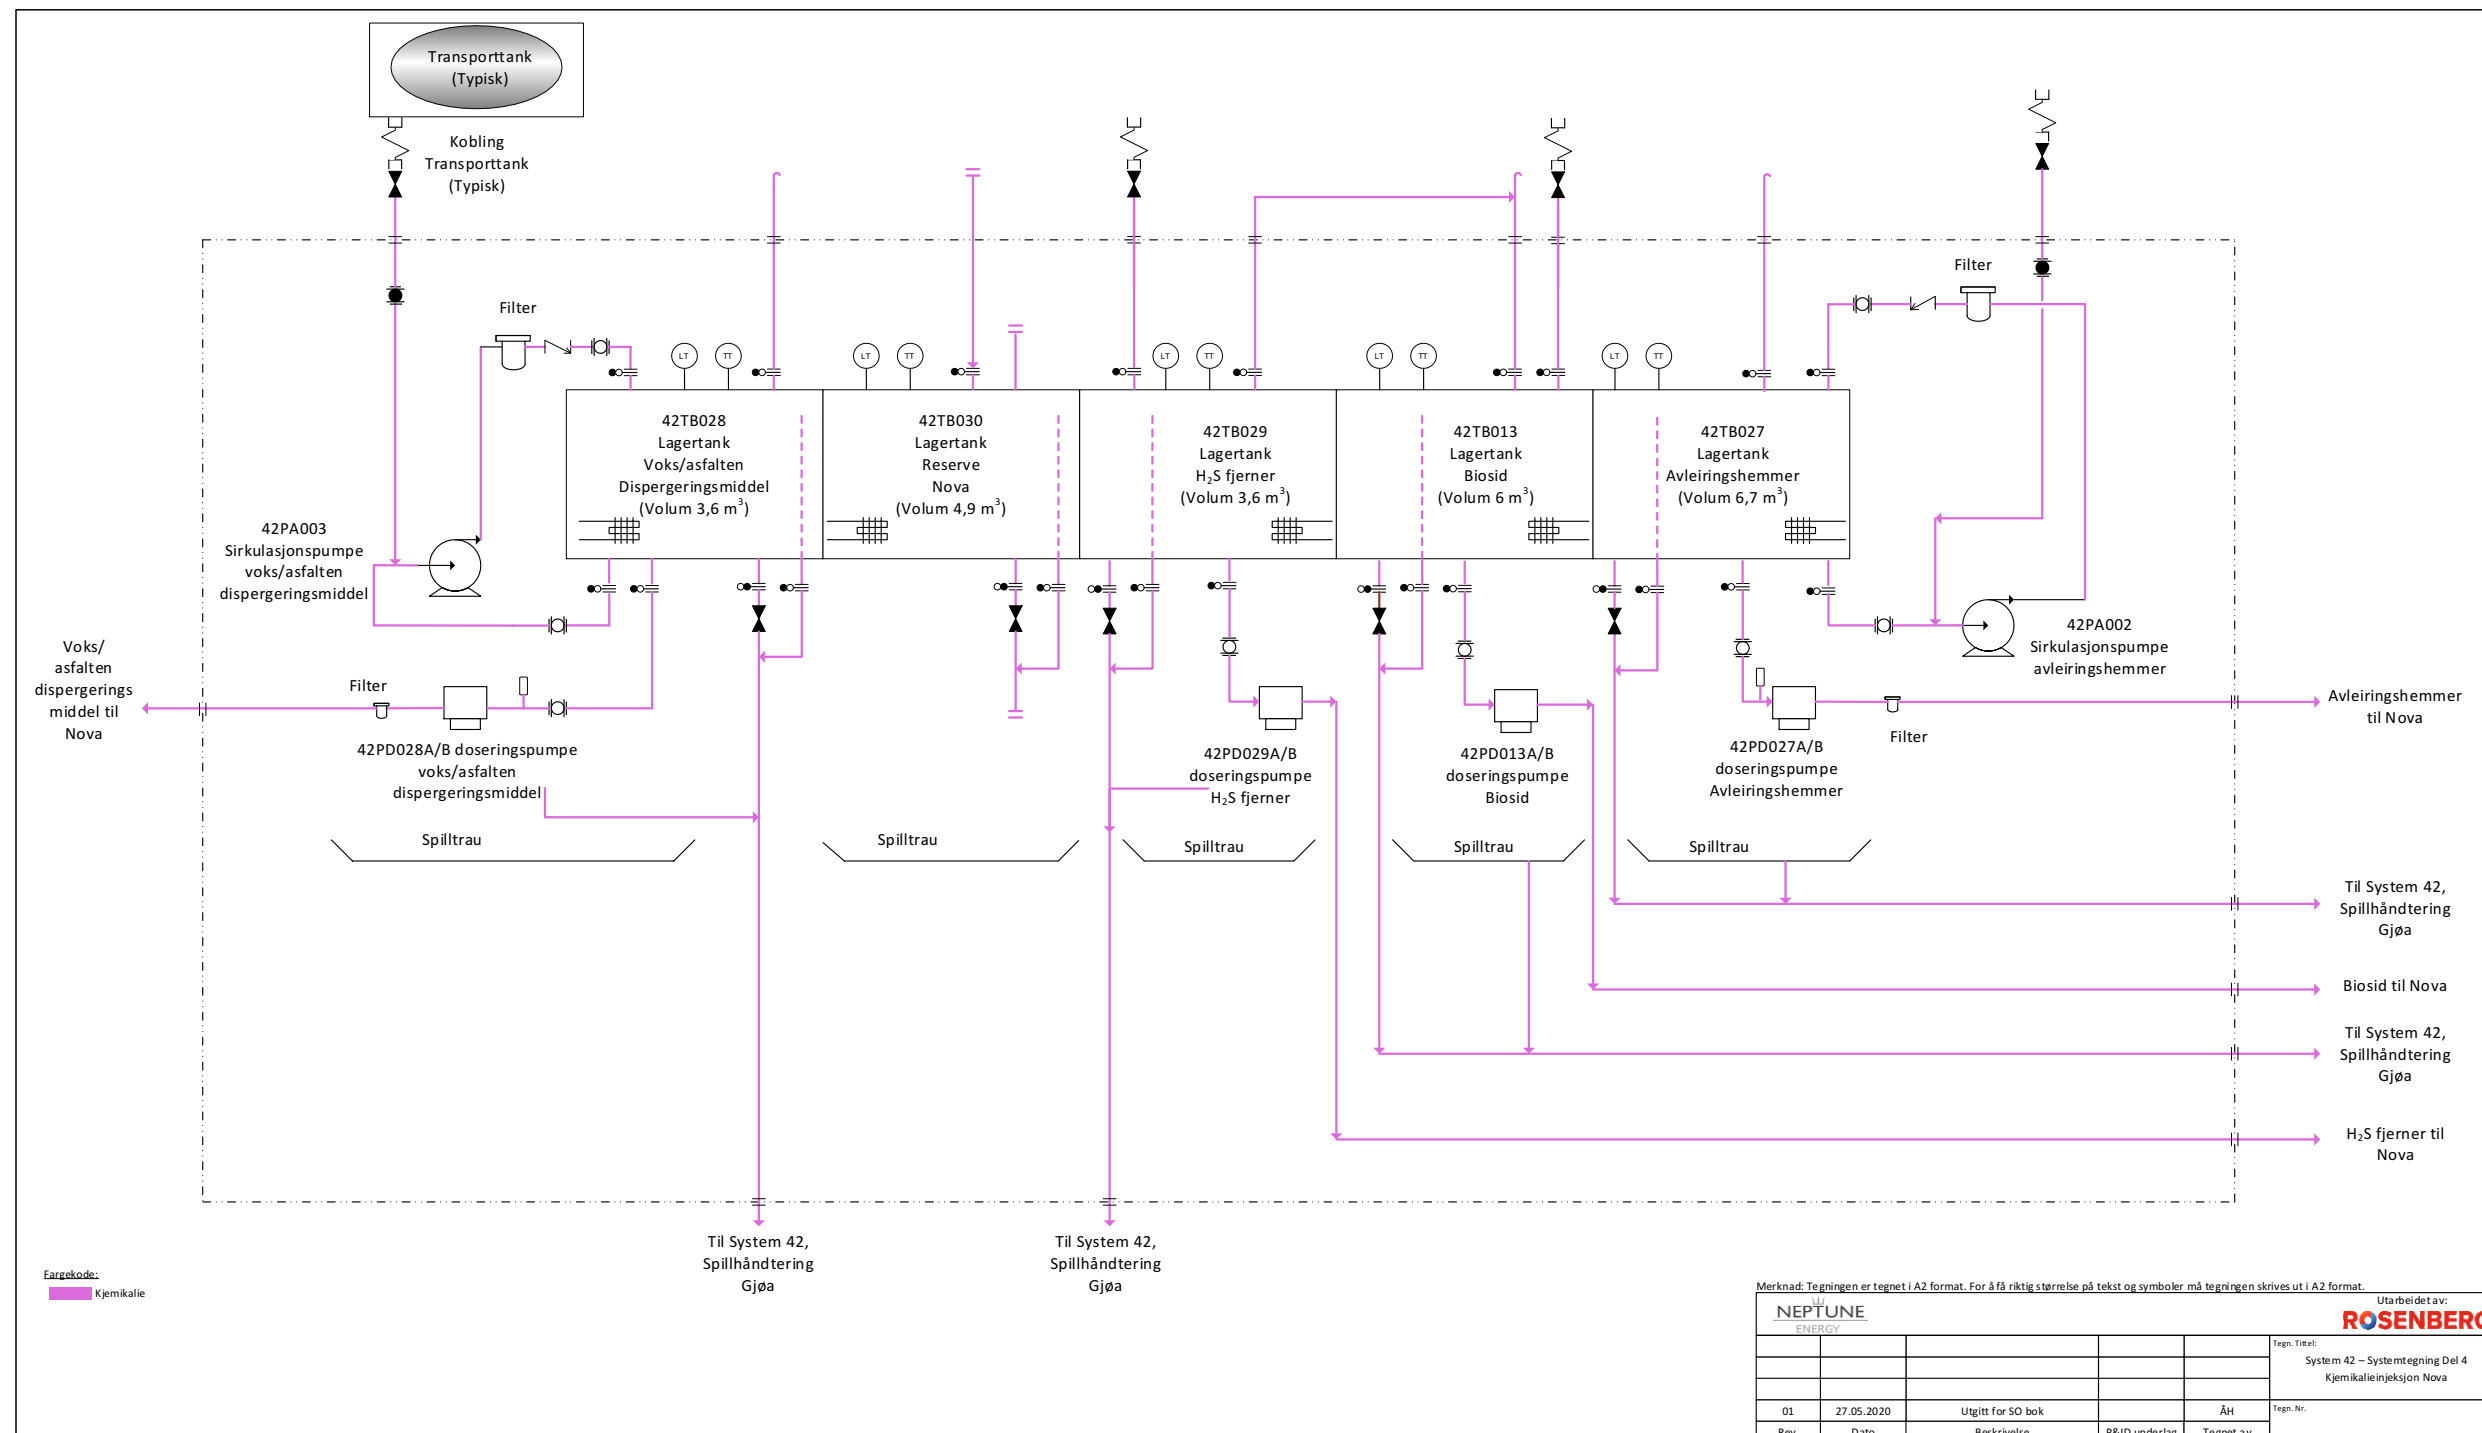 Transporttank
(Typisk)
Kobling
Transporttank
(Typisk)
Filter
Filter
LT
TT
LT
TT
LT
TT
LT
TT
LT
TT
42TB028
Lagertank
Voks/asfalten
Dispergeringsmiddel
(Volum 3,6 m³)
42TB030
Lagertank
Reserve
Nova
(Volum 4,9 m³)
42TB029
Lagertank
H₂S fjerner
(Volum 3,6 m³)
42TB013
Lagertank
Biosid
(Volum 6 m³)
42TB027
Lagertank
Avleiringshemmer
(Volum 6,7 m³)
42PA003
Sirkulasjonspumpe
voks/asfalten
dispergeringsmiddel
42PA002
Sirkulasjonspumpe
avleiringshemmer
Voks/
asfalten
dispergerings
middel til
Nova
Filter
42PD028A/B doseringspumpe
voks/asfalten
dispergeringsmiddel
42PD029A/B
doseringspumpe
H₂S fjerner
42PD013A/B
doseringspumpe
Biosid
42PD027A/B
doseringspumpe
Avleiringshemmer
Filter
Avleiringshemmer
til Nova
Spilltrau
Spilltrau
Spilltrau
Spilltrau
Spilltrau
Til System 42,
Spillhåndtering
Gjøa
Biosid til Nova
Til System 42,
Spillhåndtering
Gjøa
H₂S fjerner til
Nova
Til System 42,
Spillhåndtering
Gjøa
Til System 42,
Spillhåndtering
Gjøa
Fargekode:
Kjemikalie
Merknad: Tegningen er tegnet i A2 format. For å få riktig størrelse på tekst og symboler må tegningen skrives ut i A2 format.
NEPTUNE
ENERGY
Utarbeidet av:
ROSENBERG
Tegn. Tittel:
System 42 – Systemtegning Del 4
Kjemikalieinjeksjon Nova
01 27.05.2020 Utgitt for SO bok ÅH
Tegn. Nr.
Rev. Dato Beskrivelse P&ID underlag Tegnet av